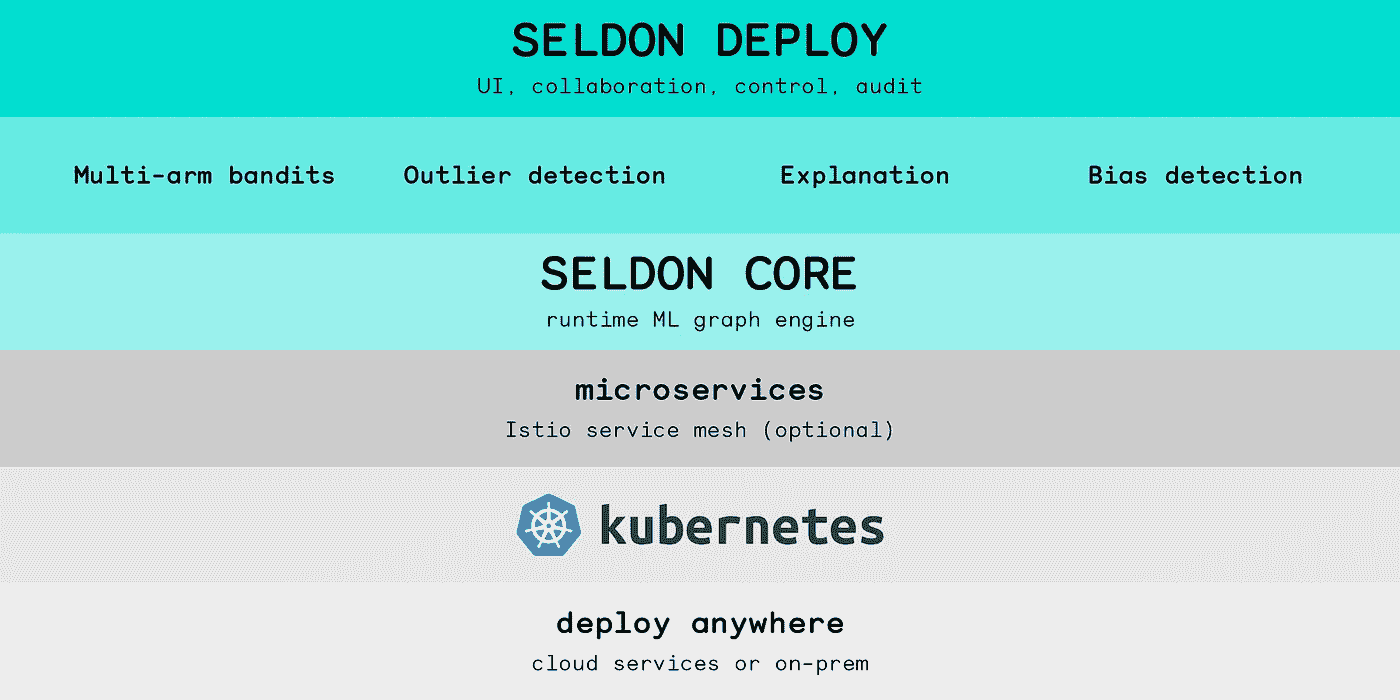 SELDON DEPLOY
UI, collaboration, control, audit
Multi-arm bandits Outlier detection Explanation Bias detection
SELDON CORE
runtime ML graph engine
microservices
Istio service mesh (optional)
kubernetes
deploy anywhere
cloud services or on-prem